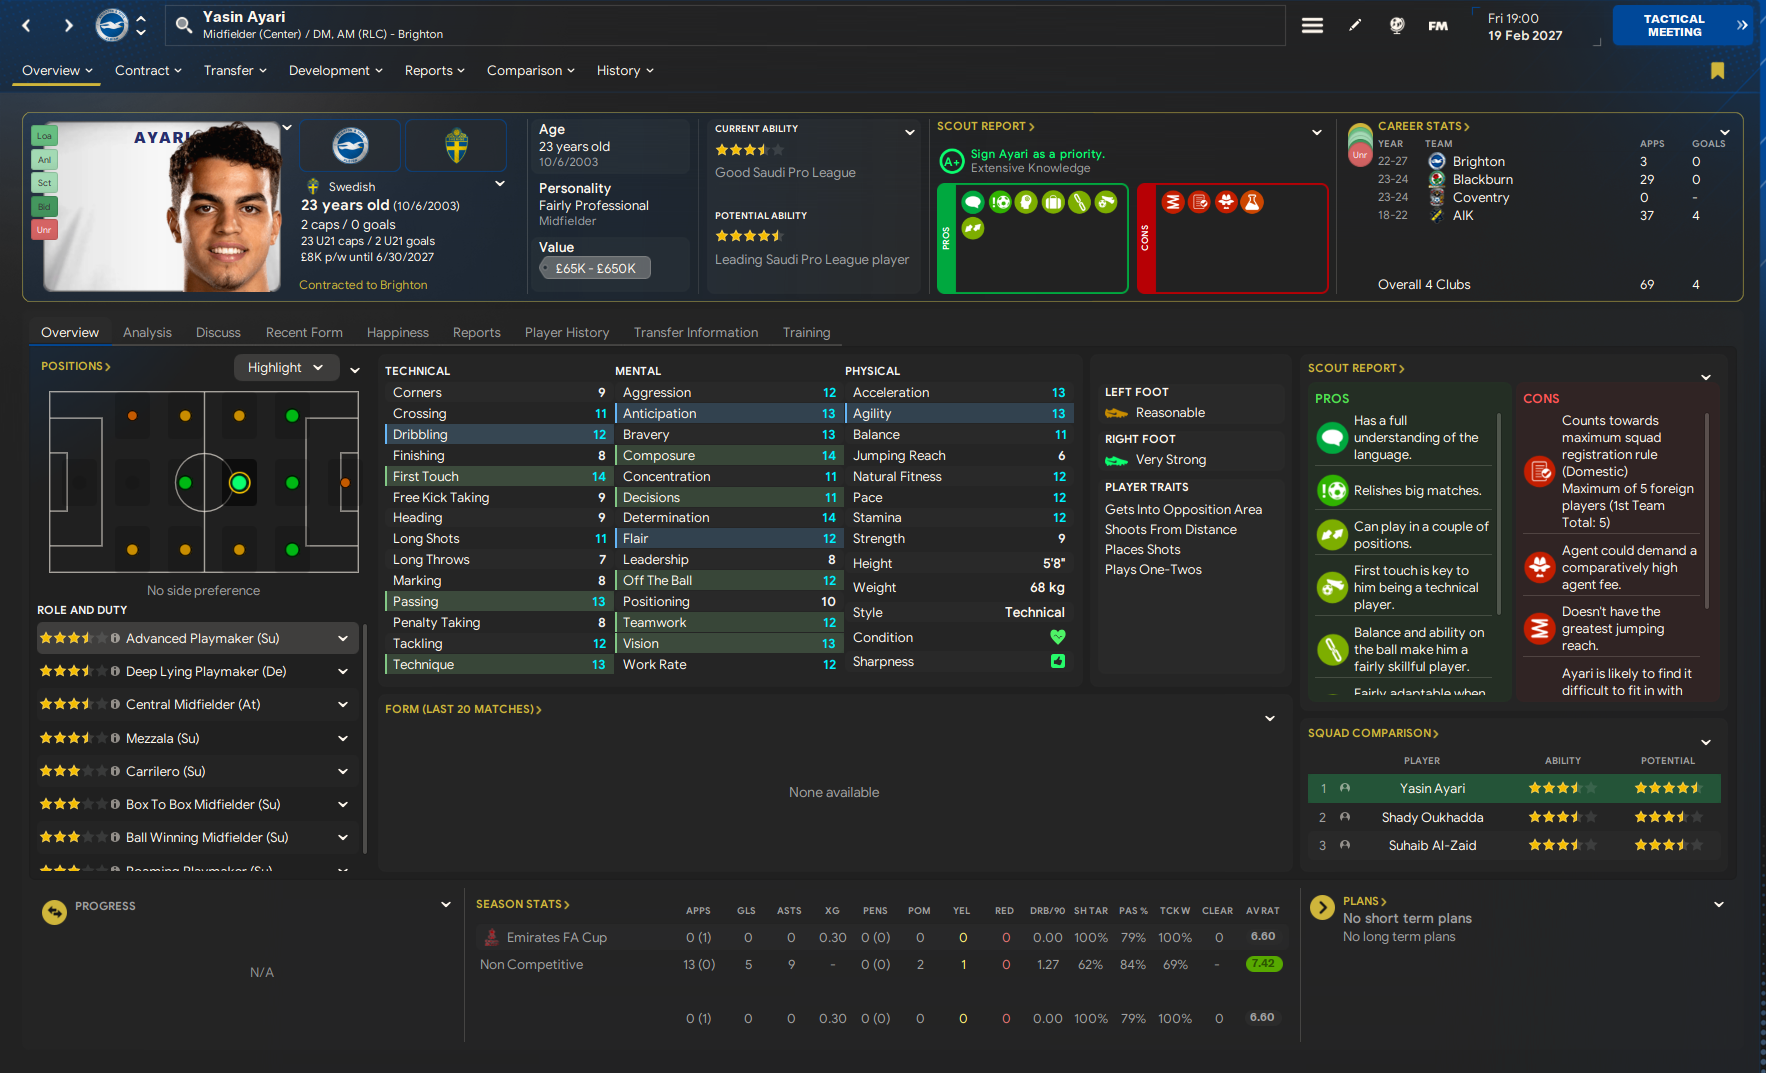 Yasin Ayari
Midfielder (Center) / DM, AM (RLC) - Brighton
FM
Fri 19:00
19 Feb 2027
TACTICAL
MEETING
Overview
Contract
Transfer
Development
Reports
Comparison
History
Loa
Anl
Sct
Bid
Unr
AYARI
Swedish
23 years old (10/6/2003)
2 caps / 0 goals
23 U21 caps / 2 U21 goals
£8K p/w until 6/30/2027
Contracted to Brighton
Age
23 years old
10/6/2003
Personality
Fairly Professional
Midfielder
Value
£65K - £650K
CURRENT ABILITY
Good Saudi Pro League
POTENTIAL ABILITY
Leading Saudi Pro League player
SCOUT REPORT
A+
Sign Ayari as a priority.
Extensive Knowledge
PROS
CONS
Unr
CAREER STATS
YEAR TEAM APPS GOALS
22-27 Brighton 3 0
23-24 Blackburn 29 0
23-24 Coventry 0 -
18-22 AIK 37 4
Overall 4 Clubs 69 4
Overview
Analysis
Discuss
Recent Form
Happiness
Reports
Player History
Transfer Information
Training
POSITIONS
Highlight
No side preference
ROLE AND DUTY
Advanced Playmaker (Su)
Deep Lying Playmaker (De)
Central Midfielder (At)
Mezzala (Su)
Carrilero (Su)
Box To Box Midfielder (Su)
Ball Winning Midfielder (Su)
Roaming Playmaker (Su)
TECHNICAL
Corners 9
Crossing 11
Dribbling 12
Finishing 8
First Touch 14
Free Kick Taking 9
Heading 9
Long Shots 11
Long Throws 7
Marking 8
Passing 13
Penalty Taking 8
Tackling 12
Technique 13
MENTAL
Aggression 12
Anticipation 13
Bravery 13
Composure 14
Concentration 11
Decisions 11
Determination 14
Flair 12
Leadership 8
Off The Ball 12
Positioning 10
Teamwork 12
Vision 13
Work Rate 12
PHYSICAL
Acceleration 13
Agility 13
Balance 11
Jumping Reach 6
Natural Fitness 12
Pace 12
Stamina 12
Strength 9
Height 5'8"
Weight 68 kg
Style Technical
Condition
Sharpness
LEFT FOOT
Reasonable
RIGHT FOOT
Very Strong
PLAYER TRAITS
Gets Into Opposition Area
Shoots From Distance
Places Shots
Plays One-Twos
FORM (LAST 20 MATCHES)
None available
SCOUT REPORT
PROS
Has a full
understanding of the
language.
Relishes big matches.
Can play in a couple of
positions.
First touch is key to
him being a technical
player.
Balance and ability on
the ball make him a
fairly skillful player.
Fairly adaptable when
CONS
Counts towards
maximum squad
registration rule
(Domestic)
Maximum of 5 foreign
players (1st Team
Total: 5)
Agent could demand a
comparatively high
agent fee.
Doesn't have the
greatest jumping
reach.
Ayari is likely to find it
difficult to fit in with
SQUAD COMPARISON
PLAYER ABILITY POTENTIAL
1 Yasin Ayari
2 Shady Oukhadda
3 Suhaib Al-Zaid
PROGRESS
N/A
SEASON STATS
APPS GLS ASTS XG PENS POM YEL RED DRB/90 SH TAR PAS % TCK W CLEAR AV RAT
Emirates FA Cup 0 (1) 0 0 0.30 0 (0) 0 0 0 0.00 100% 79% 100% 0 6.60
Non Competitive 13 (0) 5 9 - 0 (0) 2 1 0 1.27 62% 84% 69% - 7.42
0 (1) 0 0 0.30 0 (0) 0 0 0 0.00 100% 79% 100% 0 6.60
PLANS
No short term plans
No long term plans